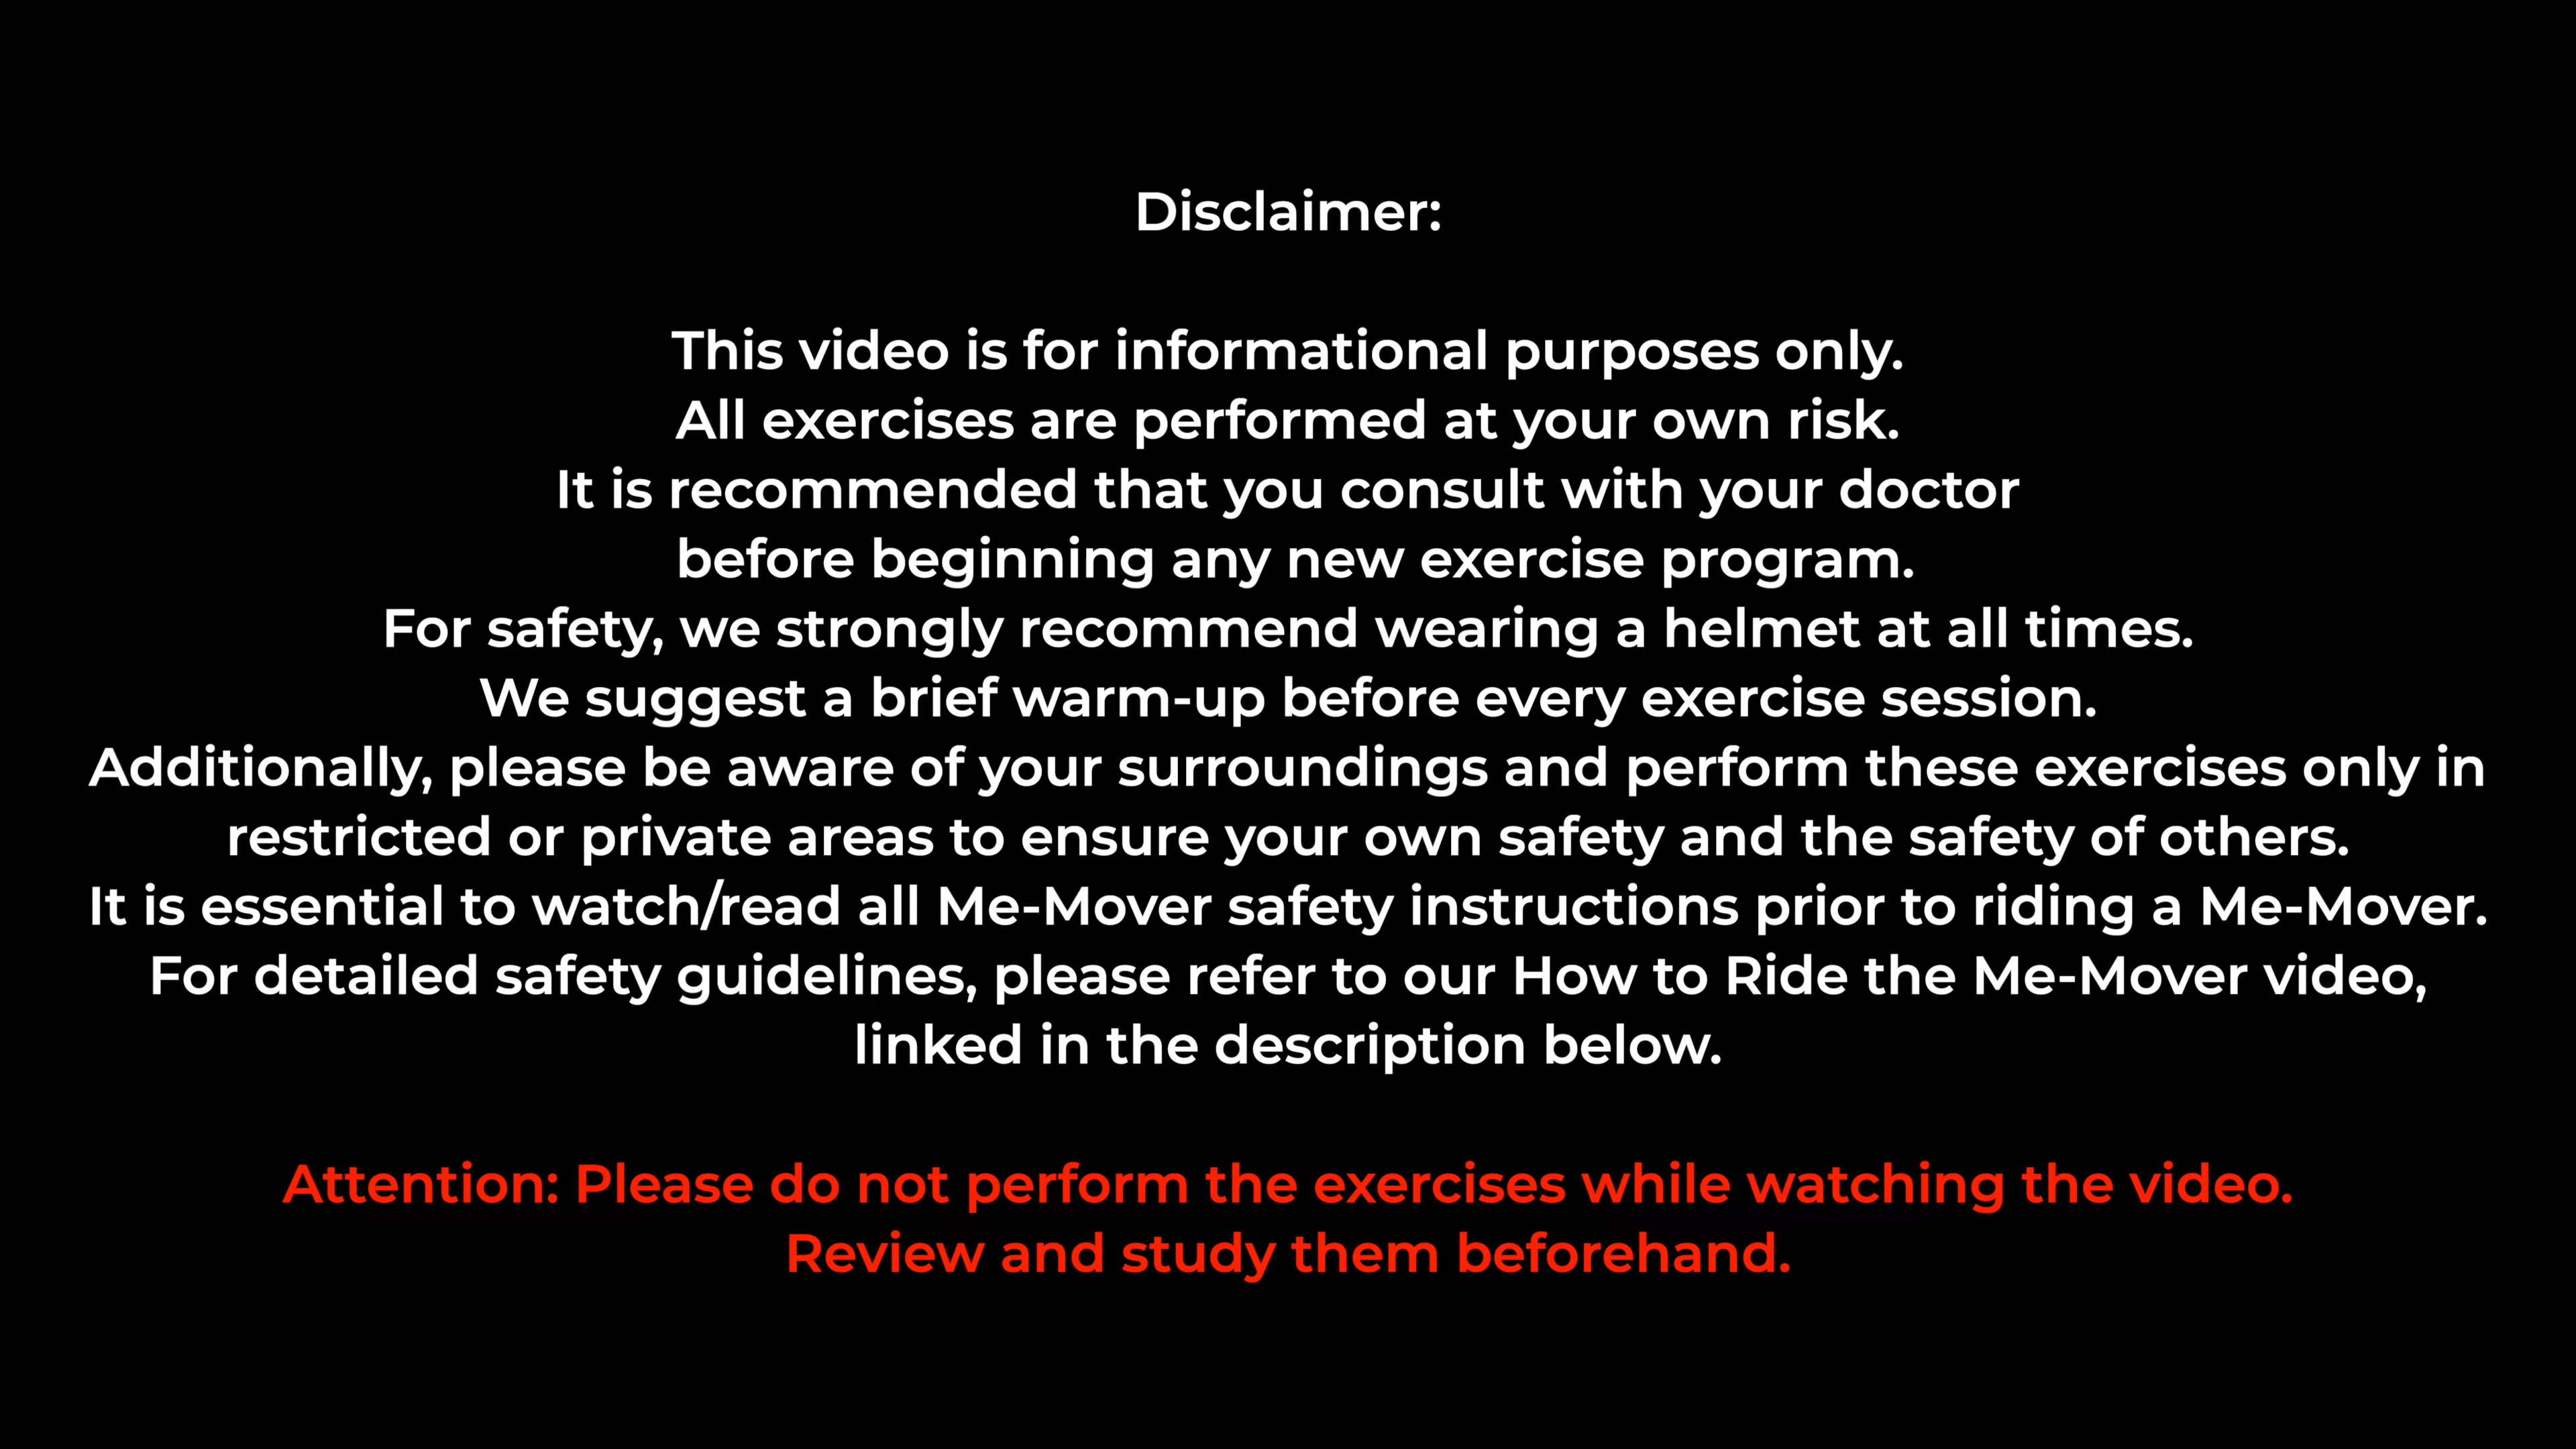 Disclaimer:
This video is for informational purposes only.
All exercises are performed at your own risk.
It is recommended that you consult with your doctor
before beginning any new exercise program.
For safety, we strongly recommend wearing a helmet at all times.
We suggest a brief warm-up before every exercise session.
Additionally, please be aware of your surroundings and perform these exercises only in
restricted or private areas to ensure your own safety and the safety of others.
It is essential to watch/read all Me-Mover safety instructions prior to riding a Me-Mover.
For detailed safety guidelines, please refer to our How to Ride the Me-Mover video,
linked in the description below.
Attention: Please do not perform the exercises while watching the video.
Review and study them beforehand.